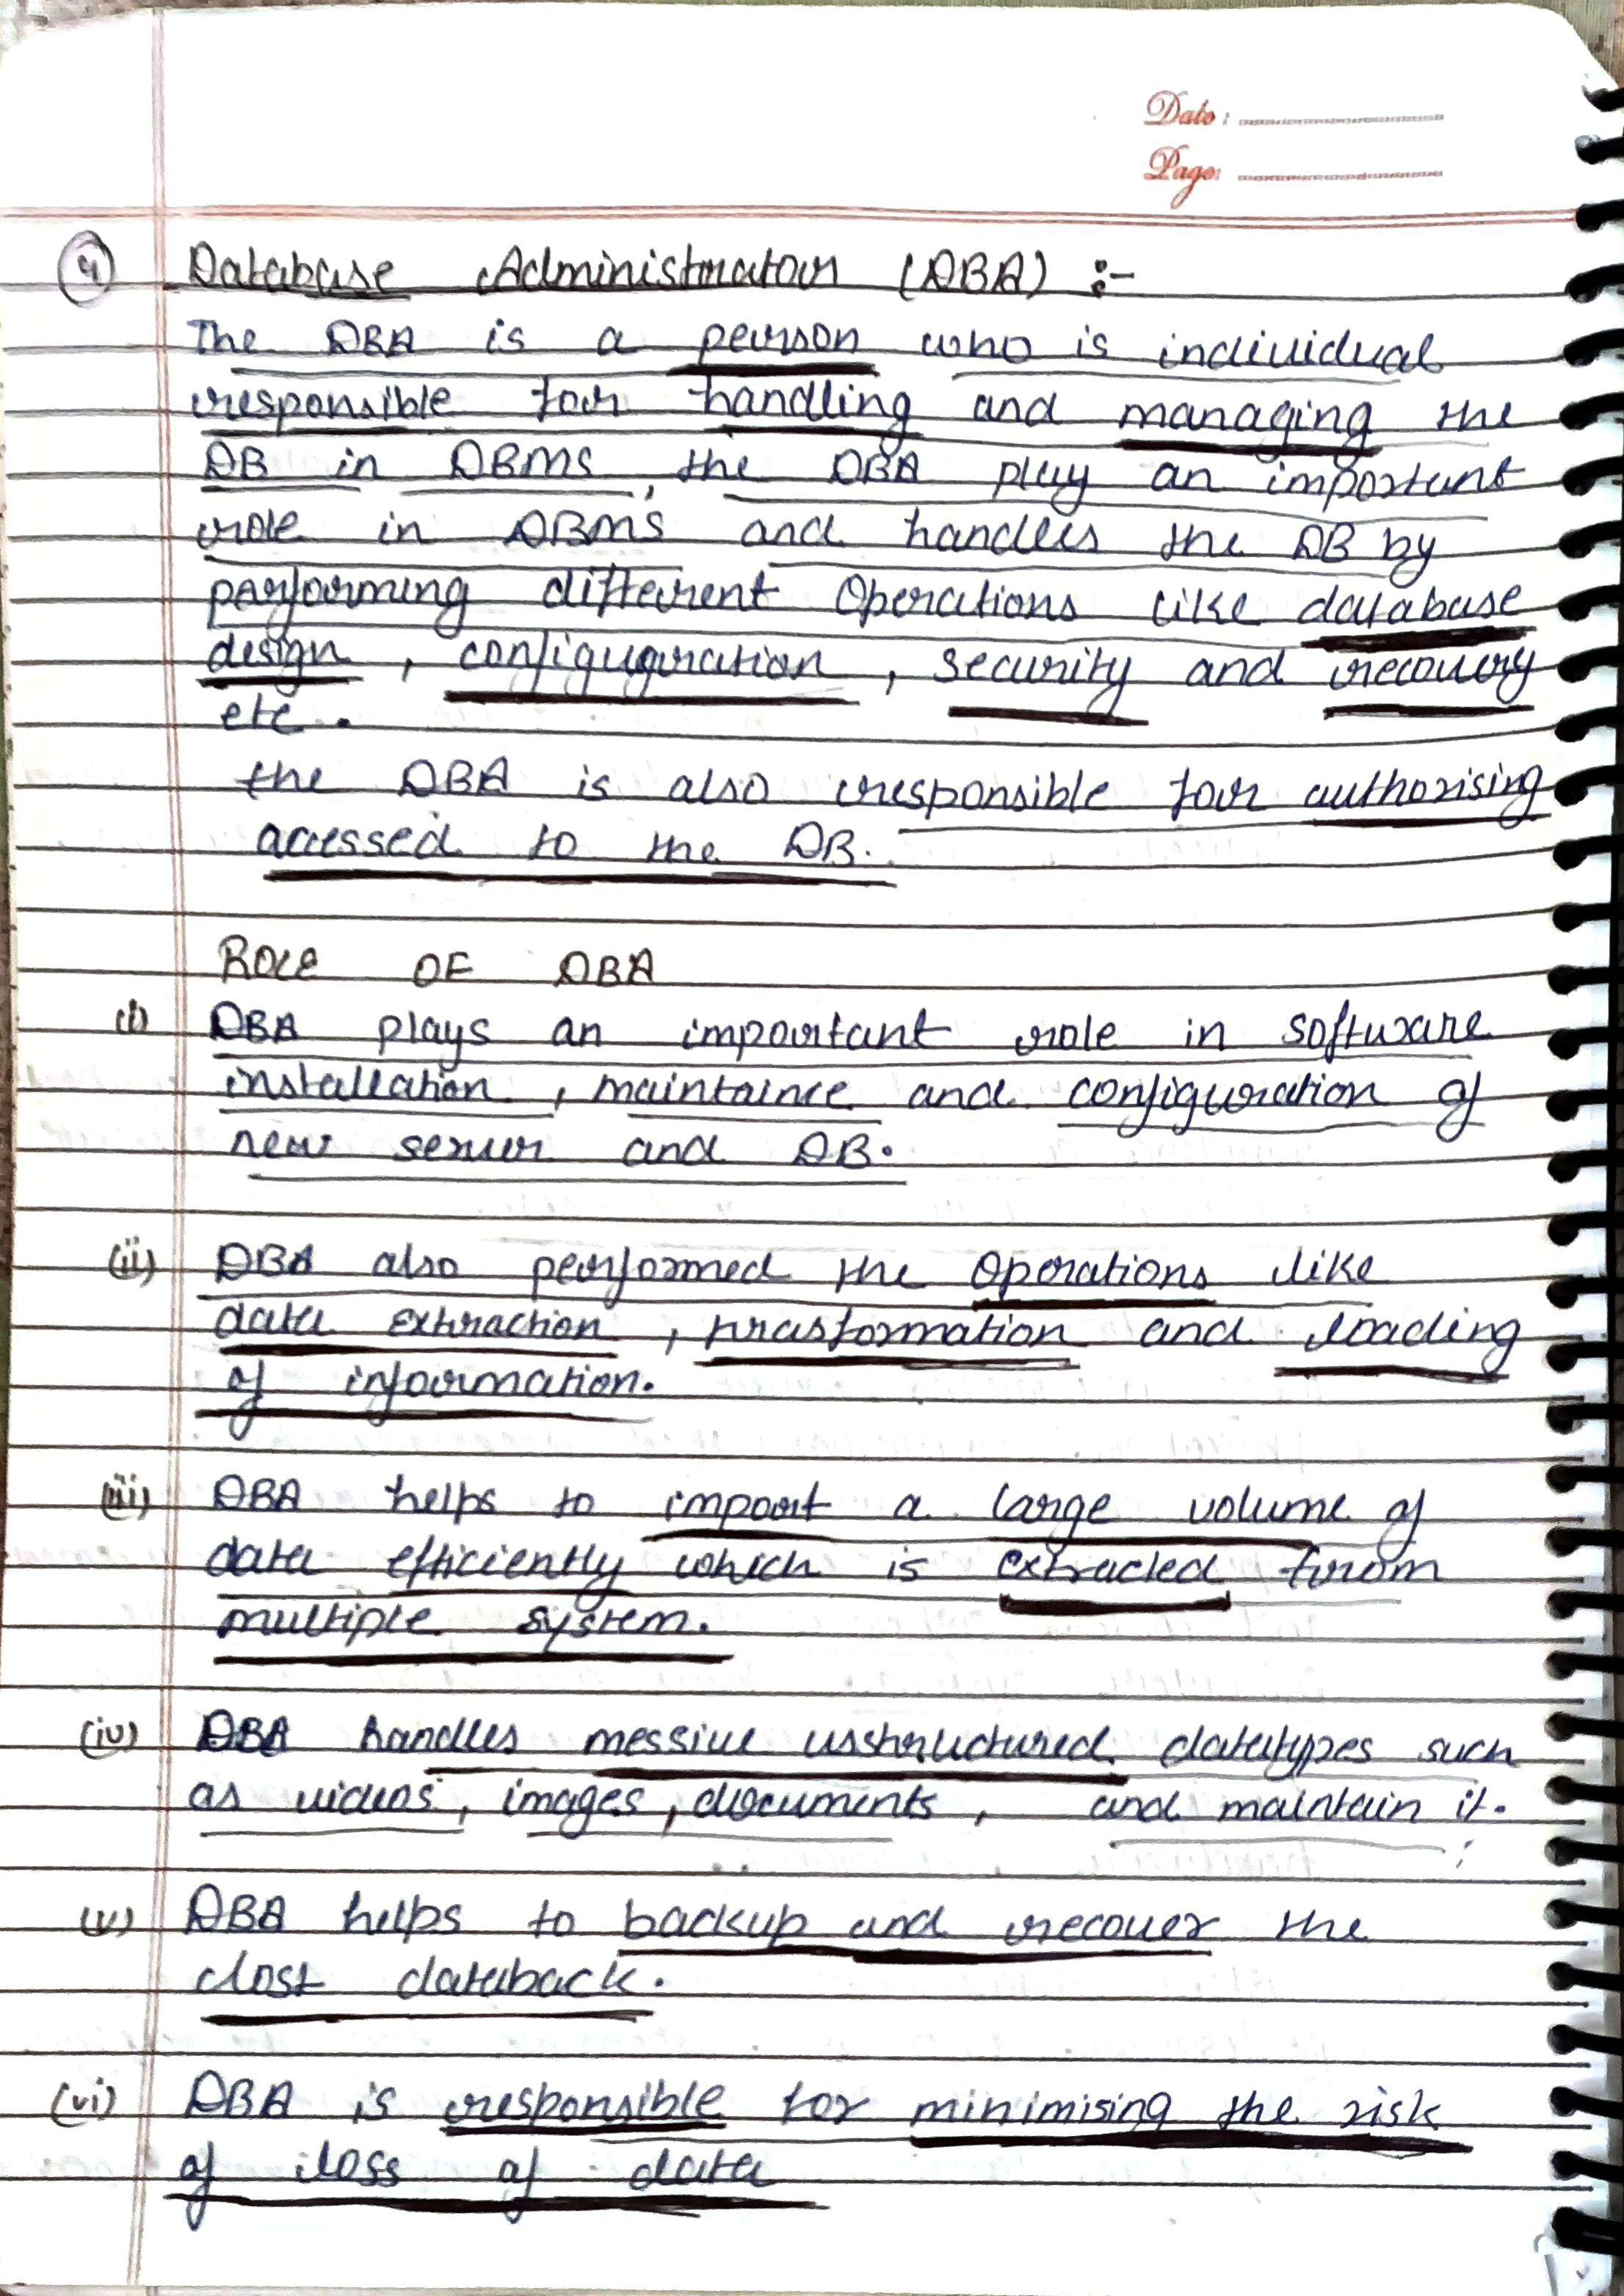 Date :
Page:
4 Database Administrator (DBA) :-
The DBA is a person who is individual
responsible for handling and managing the
DB in DBMS, the DBA play an important
role in DBMS and handles the DB by
performing different Operations like database
design, configuguration, security and recovery
etc.
the DBA is also responsible for authorising
accessed to the DB.
ROLE OF DBA
(i) DBA plays an important role in software
installation, maintaince and configuration of
new server and DB.
(ii) DBA also performed the Operations like
data extraction, trasformation and loading
of information.
(iii) DBA helps to import a large volume of
data efficiently which is extracted from
multiple system.
(iv) DBA handles messive usstructured datatypes such
as videos, images, documents, and maintain it.
(v) DBA helps to backup and recover the
lost databack.
(vi) DBA is responsible for minimising the risk
of loss of data